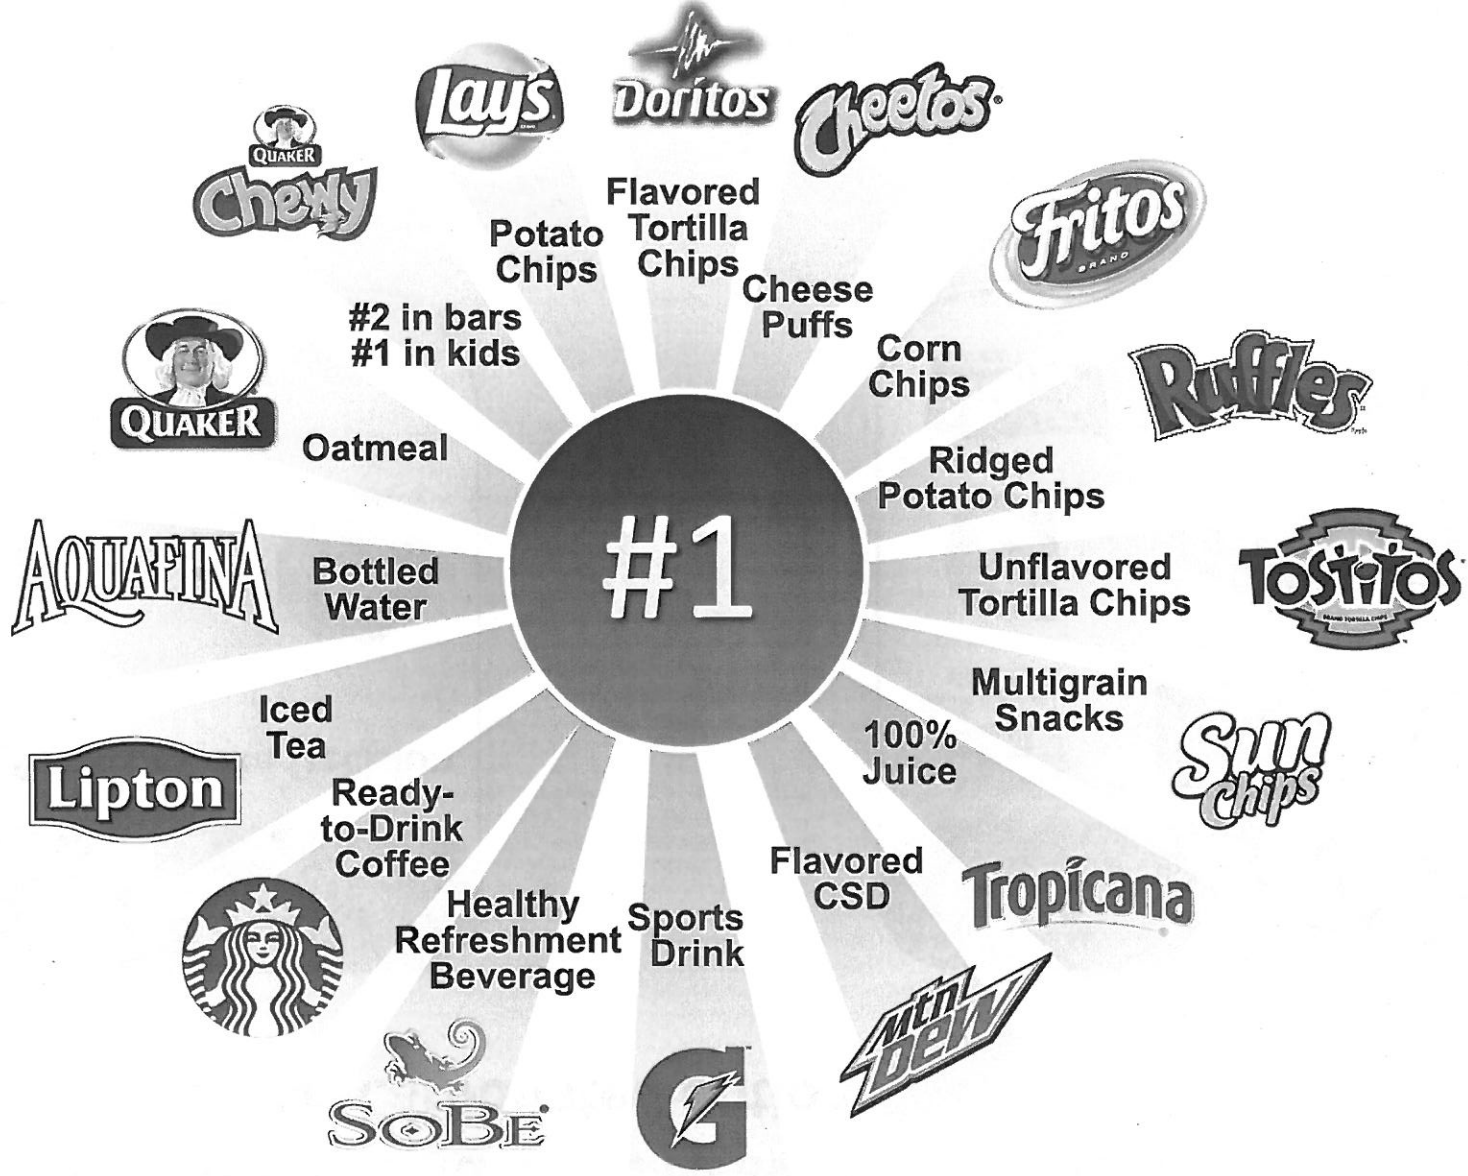 Lay's
Doritos
Cheetos
QUAKER
Chewy
Fritos
BRAND
Flavored
Tortilla
Chips
Potato
Chips
Cheese
Puffs
#2 in bars
#1 in kids
Corn
Chips
Ruffles
QUAKER
Oatmeal
Ridged
Potato Chips
#1
AQUAFINA
Bottled
Water
Unflavored
Tortilla Chips
TOSTITOS
BRAND TORTILLA CHIPS
Multigrain
Snacks
Sun
Chips
Iced
Tea
Lipton
100%
Juice
Ready-
to-Drink
Coffee
Flavored
CSD
Tropicana
Healthy
Refreshment
Beverage
Sports
Drink
Mtn
DEW
SoBe
G